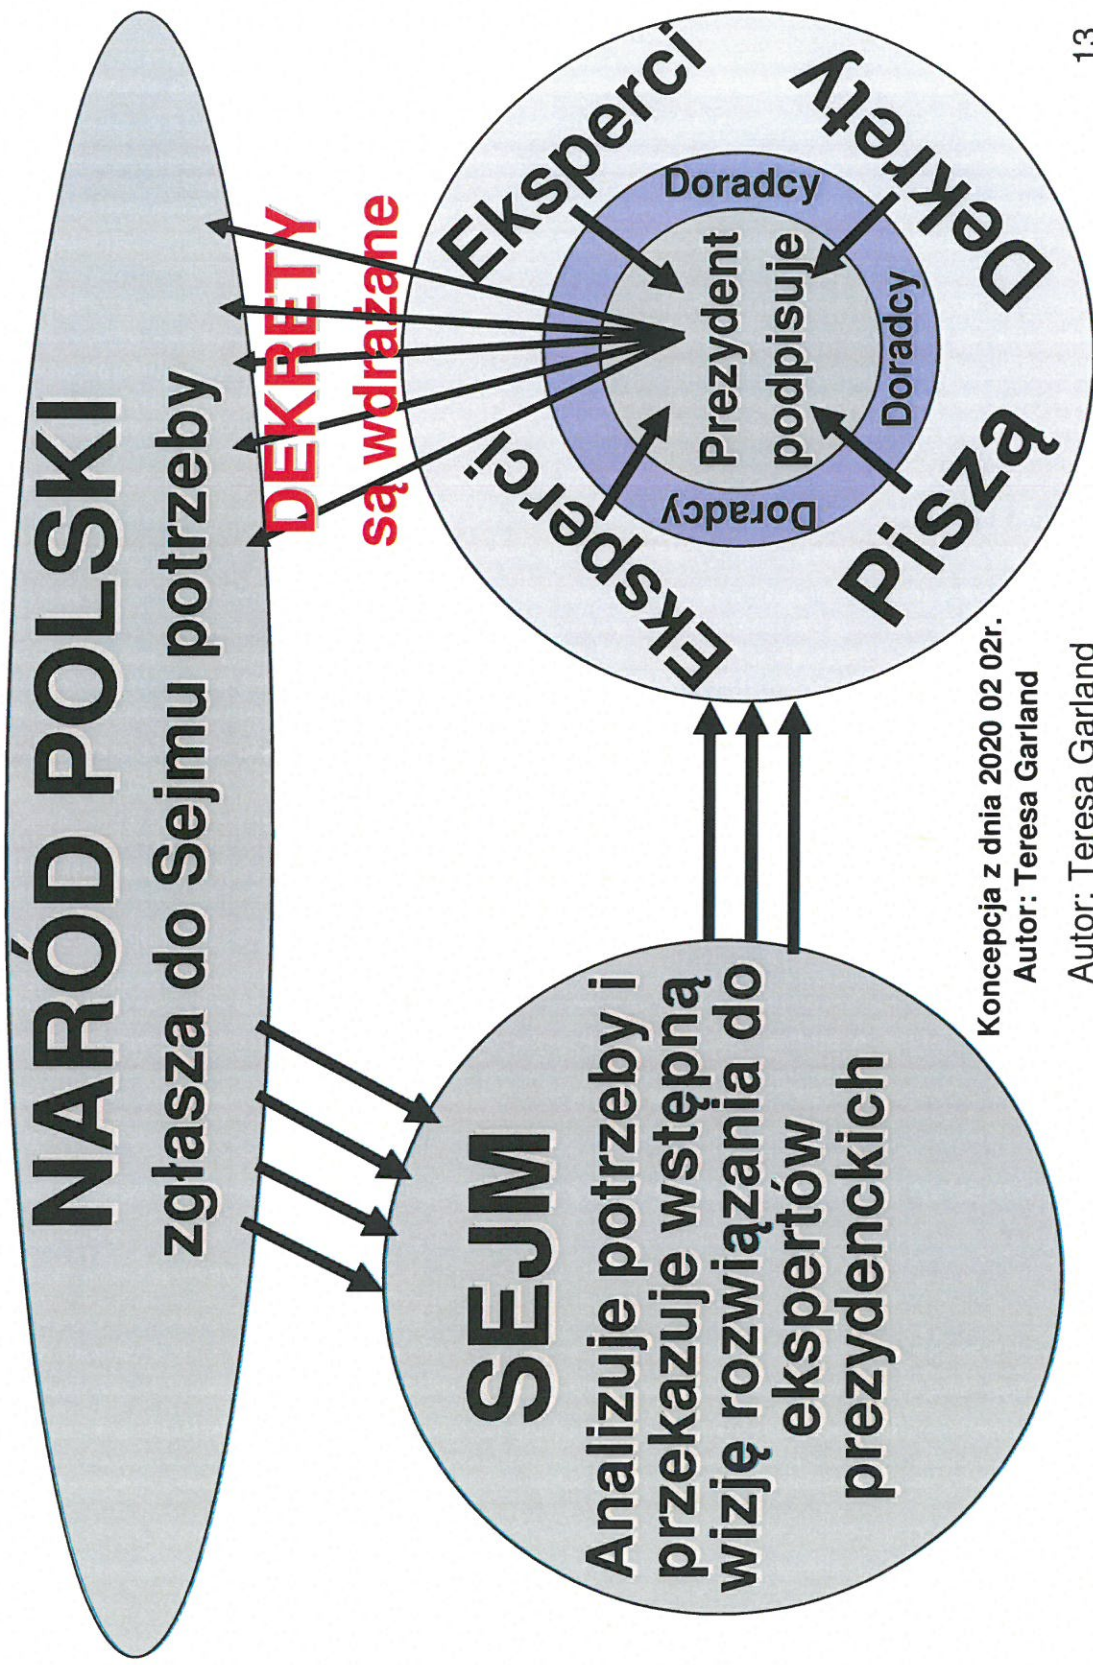 NARÓD POLSKI
zgłasza do Sejmu potrzeby
DEKRETY
są wdrażane
SEJM
Analizuje potrzeby i
przekazuje wstępną
wizję rozwiązania do
ekspertów
prezydenckich
Eksperci
Eksperci
Doradcy
Doradcy
Doradcy
Prezydent
podpisuje
Piszą
Dekrety
Koncepcja z dnia 2020 02 02r.
Autor: Teresa Garland
Autor: Teresa Garland
13